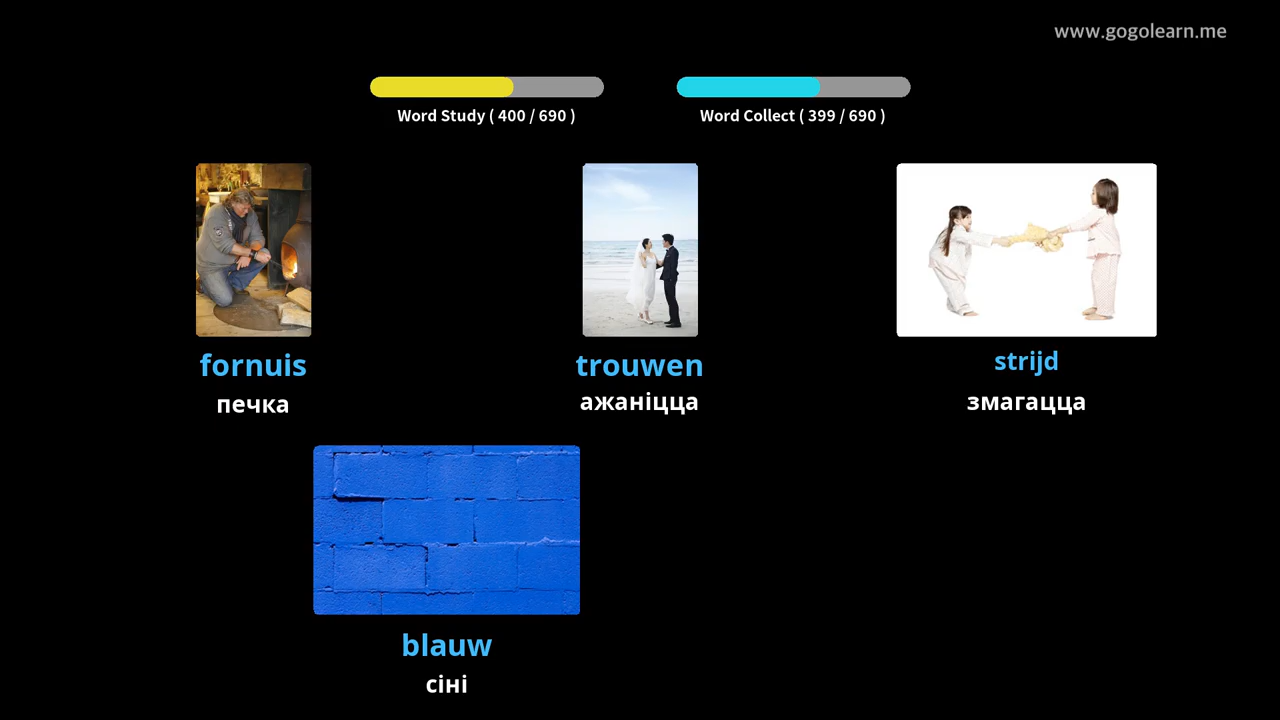 www.gogolearn.me
Word Study ( 400 / 690 )
Word Collect ( 399 / 690 )
fornuis
печка
trouwen
ажаніцца
strijd
змагацца
blauw
сіні